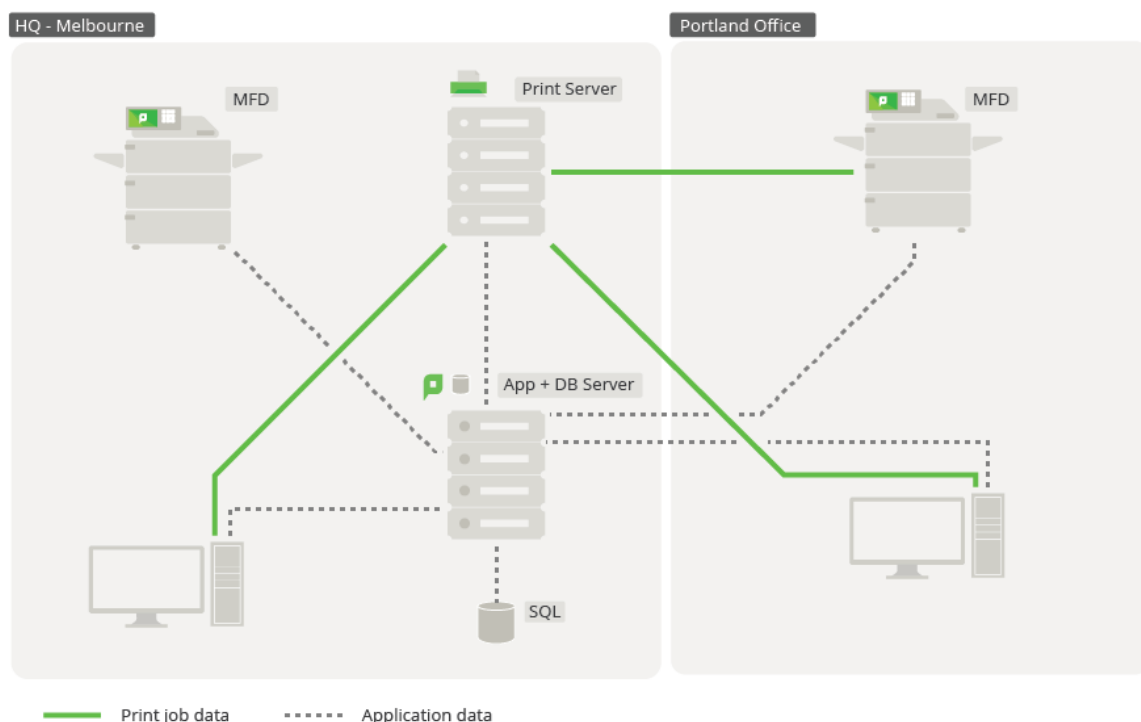 HQ - Melbourne
Portland Office
MFD
Print Server
MFD
App + DB Server
SQL
Print job data
Application data